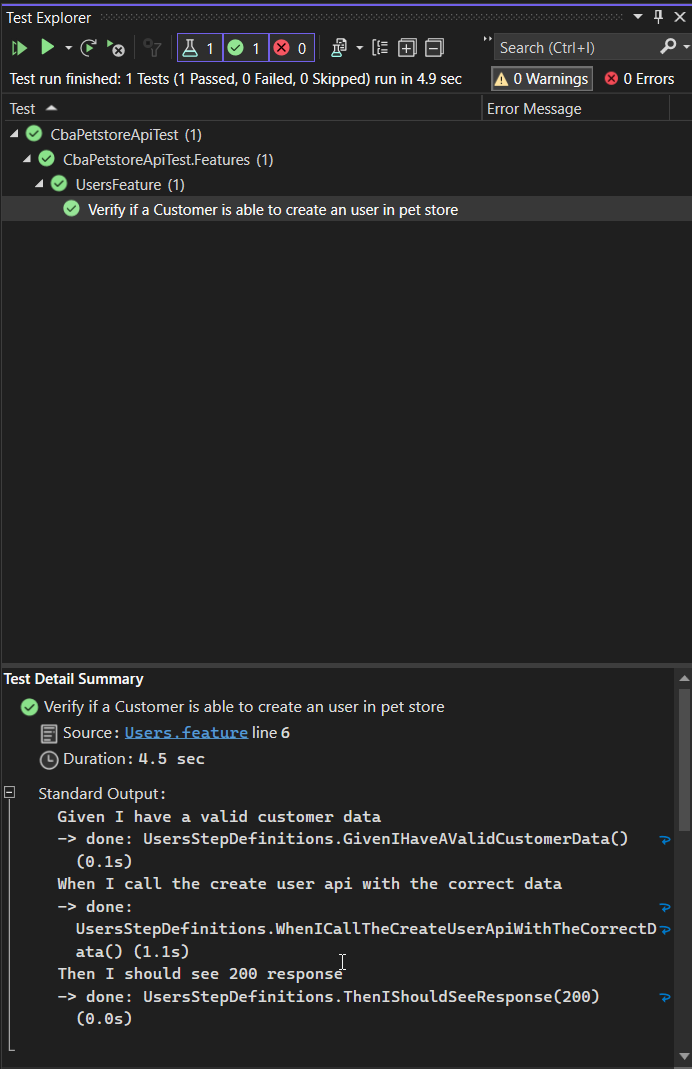 Test Explorer
1 1 0 Search (Ctrl+I)
Test run finished: 1 Tests (1 Passed, 0 Failed, 0 Skipped) run in 4.9 sec 0 Warnings 0 Errors
Test Error Message
CbaPetstoreApiTest (1)
CbaPetstoreApiTest.Features (1)
UsersFeature (1)
Verify if a Customer is able to create an user in pet store
Test Detail Summary
Verify if a Customer is able to create an user in pet store
Source: Users.feature line 6
Duration: 4.5 sec
Standard Output:
Given I have a valid customer data
-> done: UsersStepDefinitions.GivenIHaveAValidCustomerData()
(0.1s)
When I call the create user api with the correct data
-> done:
UsersStepDefinitions.WhenICallTheCreateUserApiWithTheCorrectD
ata() (1.1s)
Then I should see 200 response
-> done: UsersStepDefinitions.ThenIShouldSeeResponse(200)
(0.0s)